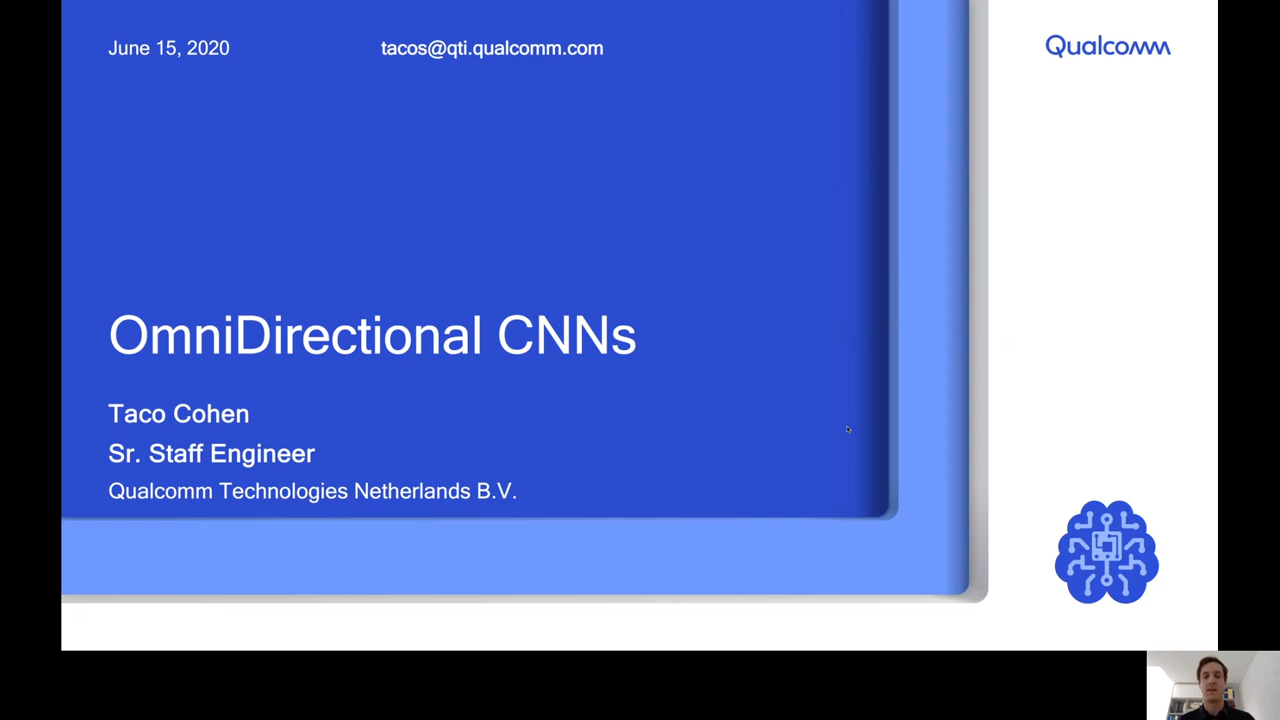 June 15, 2020
tacos@qti.qualcomm.com
Qualcomm
OmniDirectional CNNs
Taco Cohen
Sr. Staff Engineer
Qualcomm Technologies Netherlands B.V.